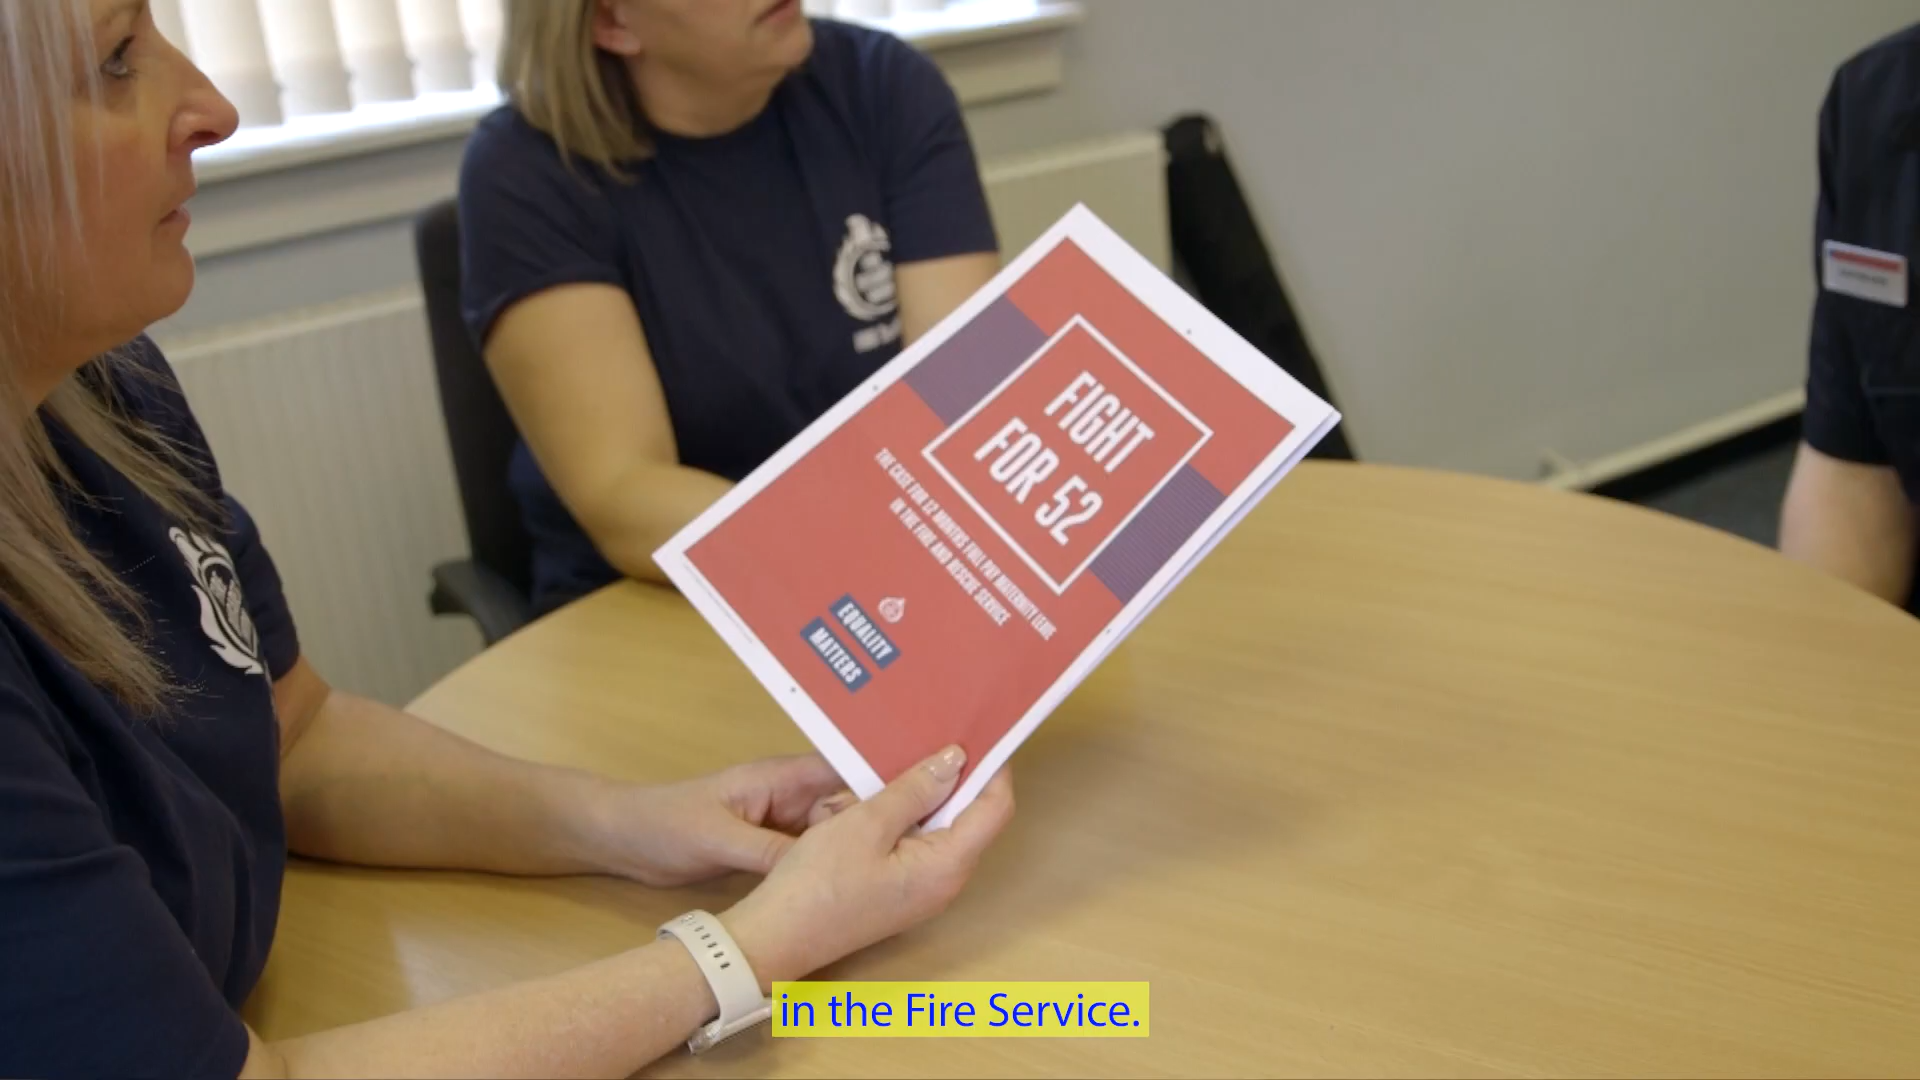 FIGHT
FOR 52
THE CASE FOR 12 MONTHS FULL PAY MATERNITY LEAVE
IN THE FIRE AND RESCUE SERVICE
EQUALITY
MATTERS
in the Fire Service.